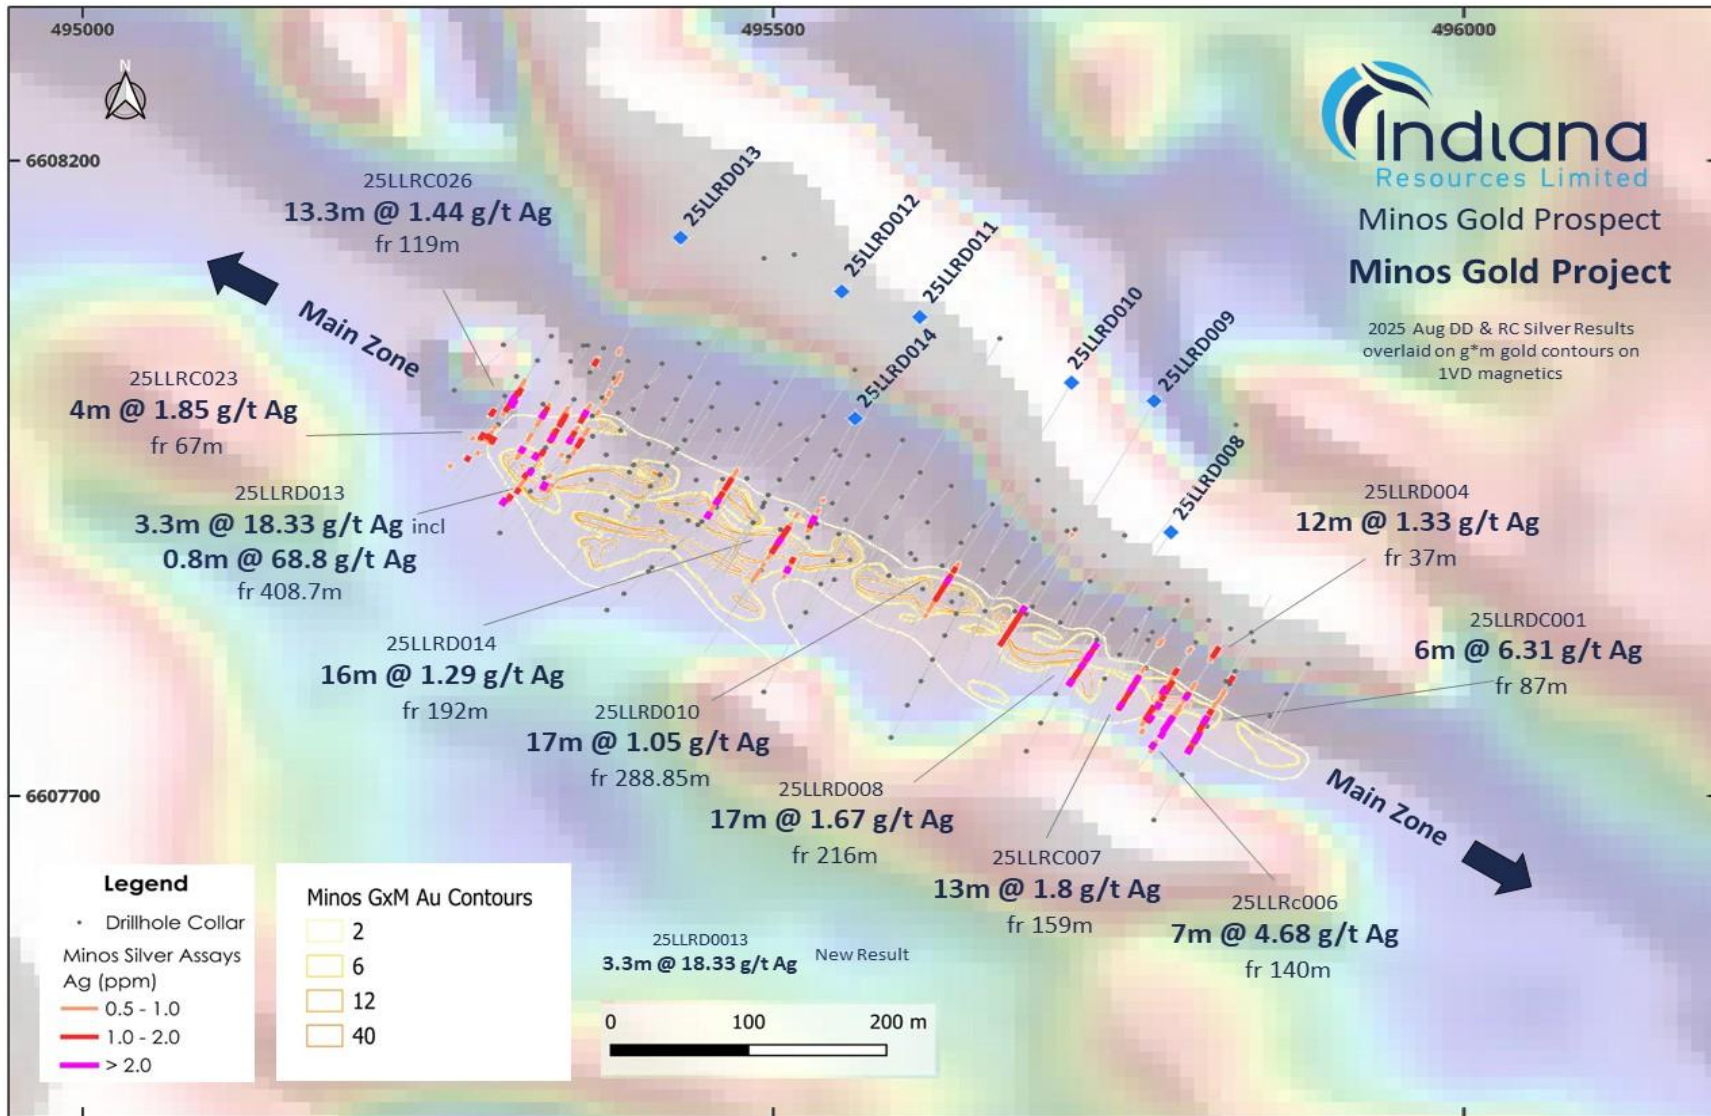 495000
495500
496000
N
6608200
6607700
Indiana
Resources Limited
Minos Gold Prospect
Minos Gold Project
2025 Aug DD & RC Silver Results
overlaid on g*m gold contours on
1VD magnetics
25LLRD013
25LLRD012
25LLRD011
25LLRD014
25LLRD010
25LLRD009
25LLRD008
Main Zone
25LLRC026
13.3m @ 1.44 g/t Ag
fr 119m
25LLRC023
4m @ 1.85 g/t Ag
fr 67m
25LLRD013
3.3m @ 18.33 g/t Ag incl
0.8m @ 68.8 g/t Ag
fr 408.7m
25LLRD014
16m @ 1.29 g/t Ag
fr 192m
25LLRD010
17m @ 1.05 g/t Ag
fr 288.85m
25LLRD008
17m @ 1.67 g/t Ag
fr 216m
25LLRC007
13m @ 1.8 g/t Ag
fr 159m
25LLRc006
7m @ 4.68 g/t Ag
fr 140m
25LLRD004
12m @ 1.33 g/t Ag
fr 37m
25LLRDC001
6m @ 6.31 g/t Ag
fr 87m
Main Zone
Legend
Drillhole Collar
Minos Silver Assays
Ag (ppm)
0.5 - 1.0
1.0 - 2.0
> 2.0
Minos GxM Au Contours
2
6
12
40
25LLRD0013
3.3m @ 18.33 g/t Ag
New Result
0 100 200 m